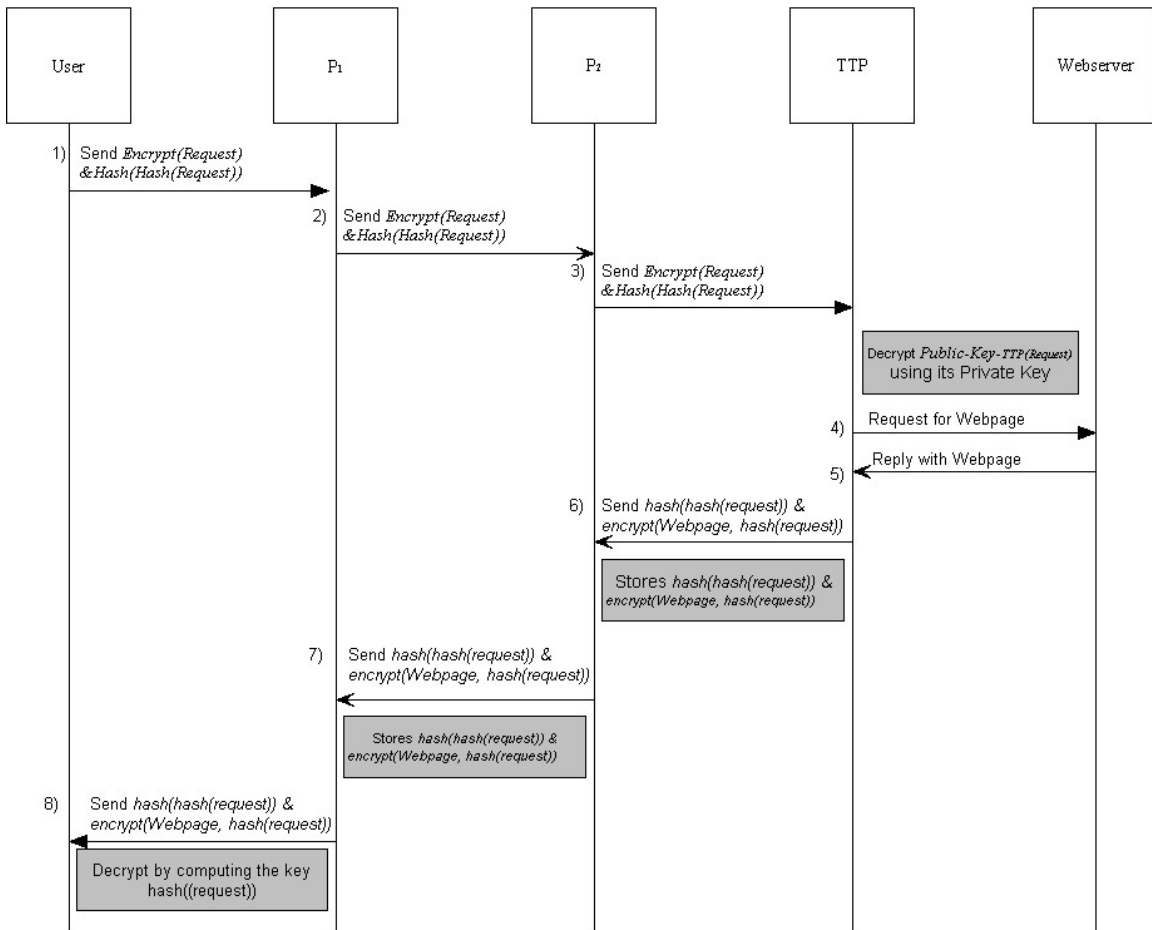 User
P1
P2
TTP
Webserver
1) Send Encrypt(Request)
&Hash(Hash(Request))
2) Send Encrypt(Request)
&Hash(Hash(Request))
3) Send Encrypt(Request)
&Hash(Hash(Request))
Decrypt Public-Key-TTP(Request)
using its Private Key
4) Request for Webpage
5) Reply with Webpage
6) Send hash(hash(request)) &
encrypt(Webpage, hash(request))
Stores hash(hash(request)) &
encrypt(Webpage, hash(request))
7) Send hash(hash(request)) &
encrypt(Webpage, hash(request))
Stores hash(hash(request)) &
encrypt(Webpage, hash(request))
8) Send hash(hash(request)) &
encrypt(Webpage, hash(request))
Decrypt by computing the key
hash((request))